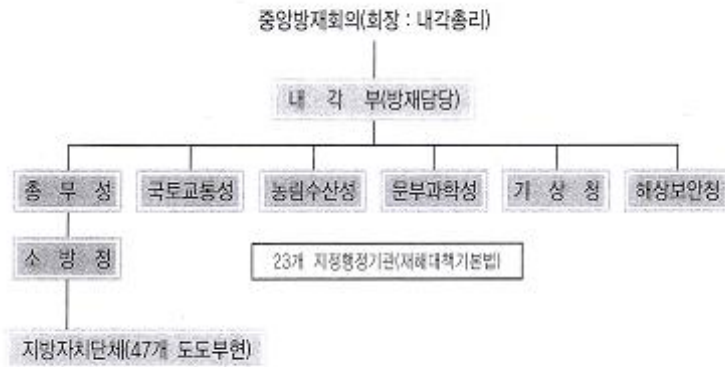 중앙방재회의(회장 : 내각총리)
내 각 부(방재담당)
총 무 성 국토교통성 농림수산성 문부과학성 기 상 청 해상보안청
소 방 청 23개 지정행정기관(재해대책기본법)
지방자치단체(47개 도도부현)